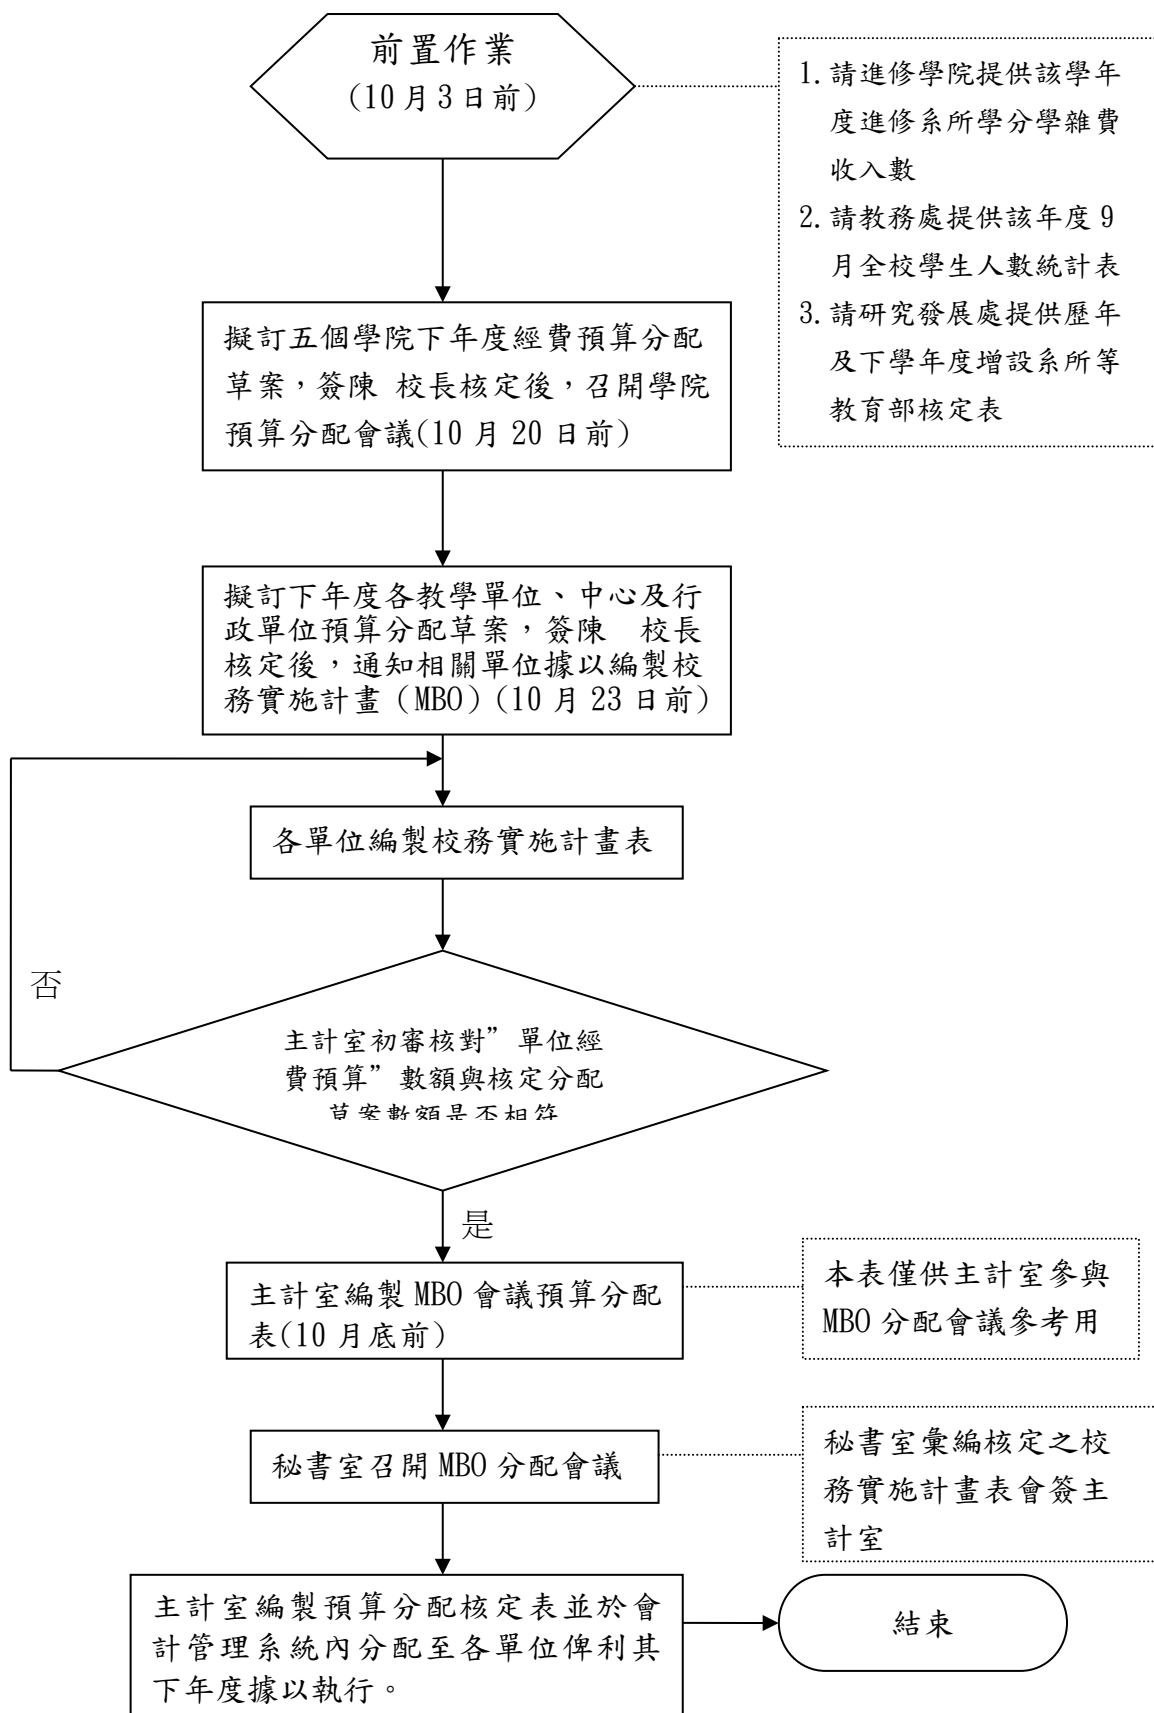 前置作業
(10月3日前)
1.請進修學院提供該學年
度進修系所學分學雜費
收入數
2.請教務處提供該年度9
月全校學生人數統計表
3.請研究發展處提供歷年
及下學年度增設系所等
教育部核定表
擬訂五個學院下年度經費預算分配
草案，簽陳 校長核定後，召開學院
預算分配會議(10月20日前)
擬訂下年度各教學單位、中心及行
政單位預算分配草案，簽陳　校長
核定後，通知相關單位據以編製校
務實施計畫（MBO）(10月23日前)
各單位編製校務實施計畫表
否
主計室初審核對”單位經
費預算”數額與核定分配
草案數額是否相符
是
主計室編製MBO會議預算分配
表(10月底前)
本表僅供主計室參與
MBO分配會議參考用
秘書室召開MBO分配會議
秘書室彙編核定之校
務實施計畫表會簽主
計室
主計室編製預算分配核定表並於會
計管理系統內分配至各單位俾利其
下年度據以執行。
結束